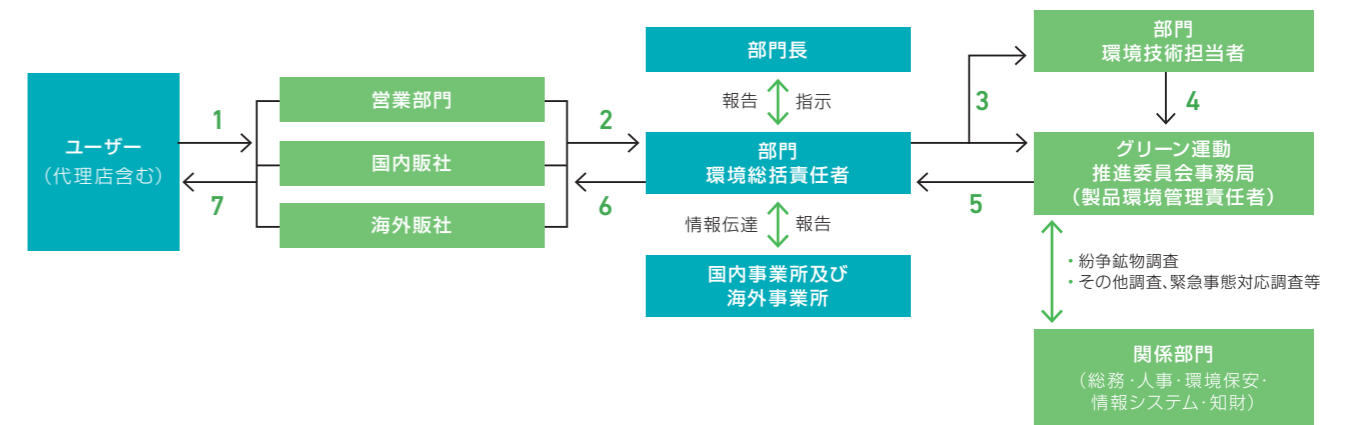 ユーザー
（代理店含む）
1
7
営業部門
国内販社
海外販社
2
6
部門長
報告
指示
部門
環境総括責任者
情報伝達
報告
国内事業所及び
海外事業所
3
5
部門
環境技術担当者
4
グリーン運動
推進委員会事務局
（製品環境管理責任者）
・紛争鉱物調査
・その他調査、緊急事態対応調査等
関係部門
（総務・人事・環境保安・
情報システム・知財）